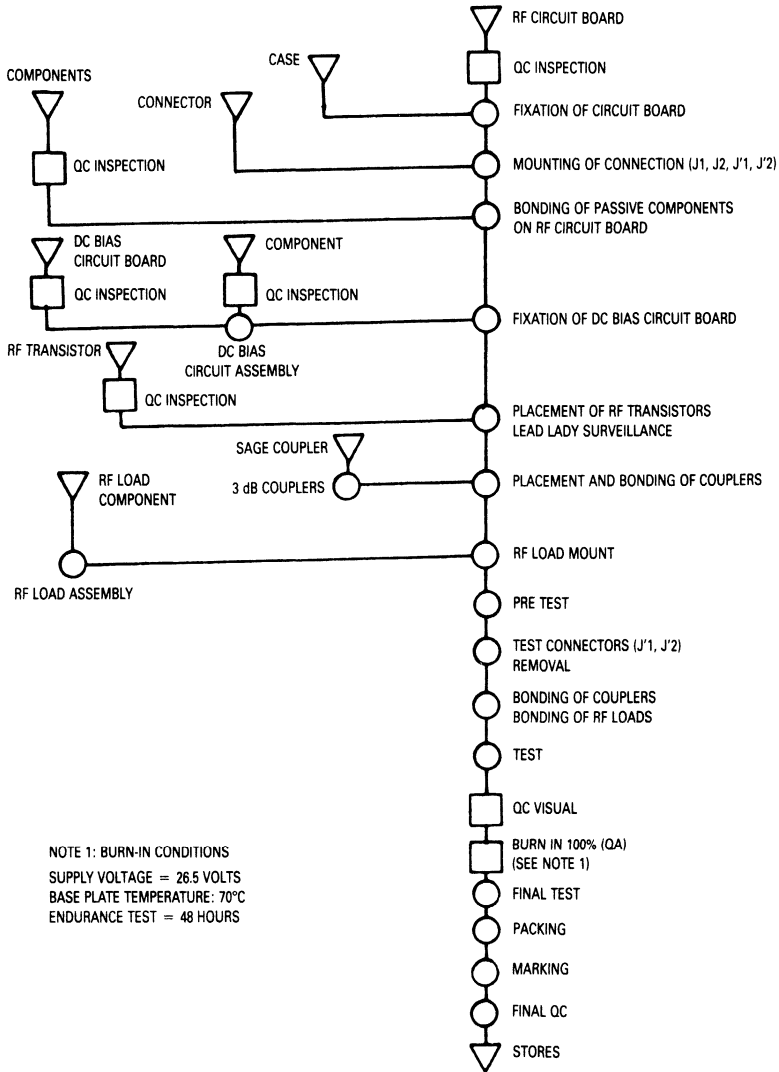 RF CIRCUIT BOARD
QC INSPECTION
CASE
COMPONENTS
CONNECTOR
FIXATION OF CIRCUIT BOARD
QC INSPECTION
MOUNTING OF CONNECTION (J1, J2, J'1, J'2)
BONDING OF PASSIVE COMPONENTS
ON RF CIRCUIT BOARD
DC BIAS
CIRCUIT BOARD
COMPONENT
QC INSPECTION
QC INSPECTION
FIXATION OF DC BIAS CIRCUIT BOARD
RF TRANSISTOR
DC BIAS
CIRCUIT ASSEMBLY
QC INSPECTION
PLACEMENT OF RF TRANSISTORS
LEAD LADY SURVEILLANCE
SAGE COUPLER
3 dB COUPLERS
PLACEMENT AND BONDING OF COUPLERS
RF LOAD
COMPONENT
RF LOAD MOUNT
RF LOAD ASSEMBLY
PRE TEST
TEST CONNECTORS (J'1, J'2)
REMOVAL
BONDING OF COUPLERS
BONDING OF RF LOADS
TEST
QC VISUAL
BURN IN 100% (QA)
(SEE NOTE 1)
FINAL TEST
PACKING
MARKING
FINAL QC
STORES
NOTE 1: BURN-IN CONDITIONS
SUPPLY VOLTAGE = 26.5 VOLTS
BASE PLATE TEMPERATURE: 70°C
ENDURANCE TEST = 48 HOURS